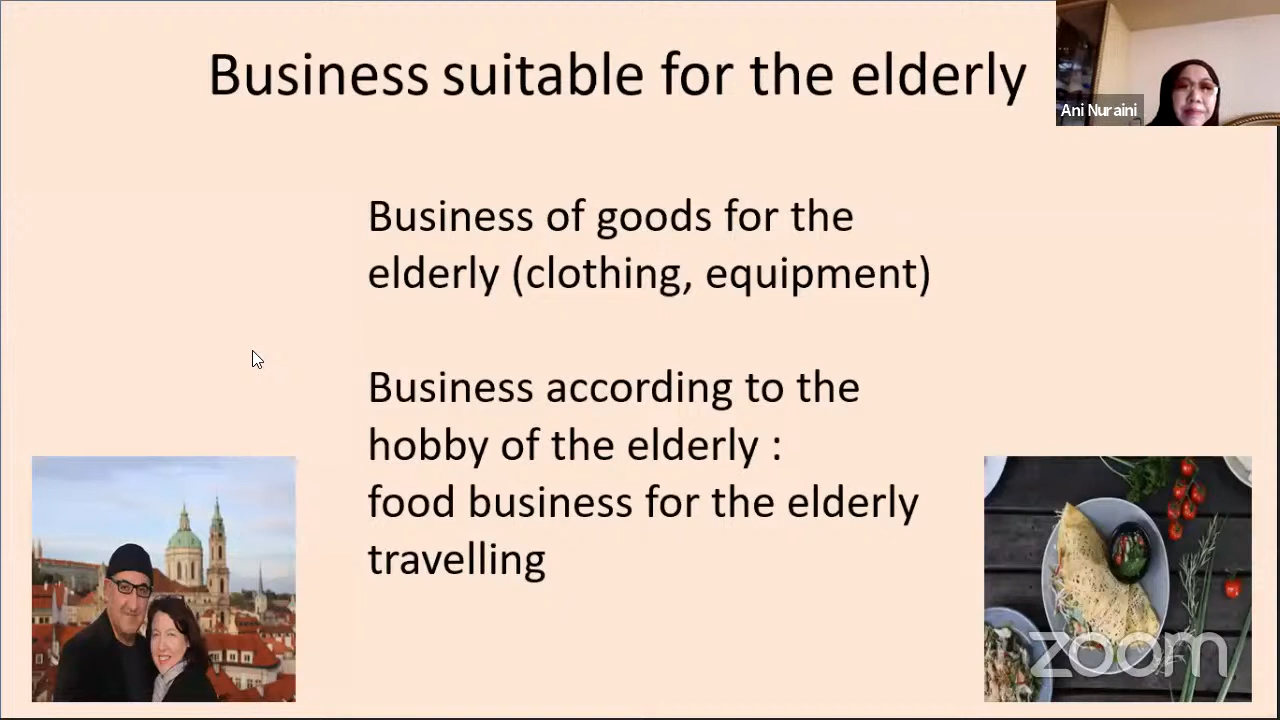 Business suitable for the elderly
Ani Nuraini
Business of goods for the
elderly (clothing, equipment)
Business according to the
hobby of the elderly :
food business for the elderly
travelling
zoom